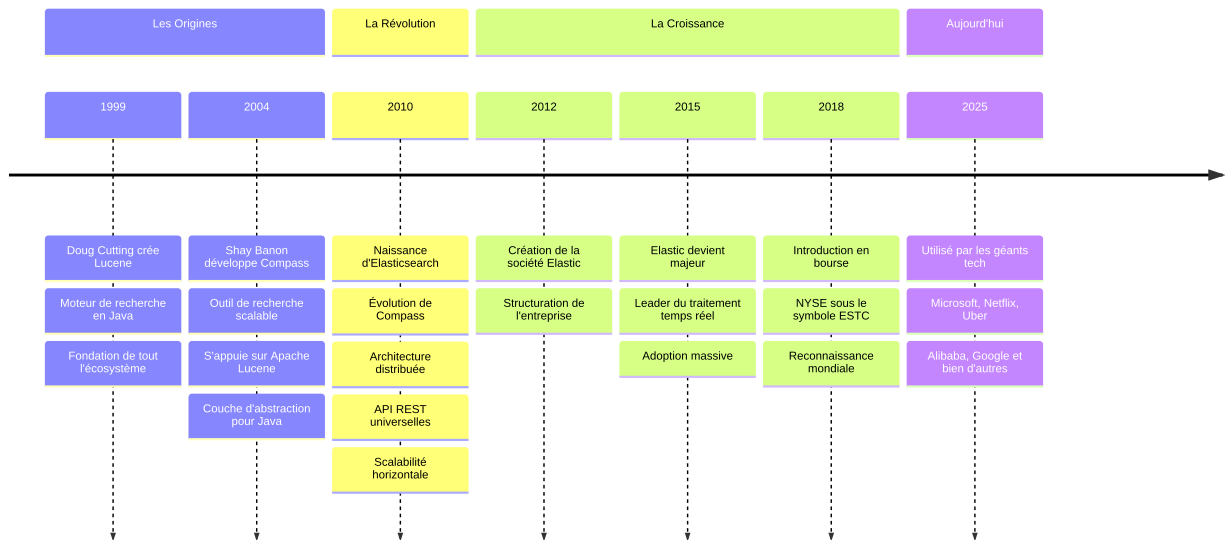 Les Origines
La Révolution
La Croissance
Aujourd'hui
1999
2004
2010
2012
2015
2018
2025
Doug Cutting crée
Lucene
Moteur de recherche
en Java
Fondation de tout
l'écosystème
Shay Banon
développe Compass
Outil de recherche
scalable
S'appuie sur Apache
Lucene
Couche d'abstraction
pour Java
Naissance
d'Elasticsearch
Évolution de
Compass
Architecture
distribuée
API REST
universelles
Scalabilité
horizontale
Création de la
société Elastic
Structuration de
l'entreprise
Elastic devient
majeur
Leader du traitement
temps réel
Adoption massive
Introduction en
bourse
NYSE sous le
symbole ESTC
Reconnaissance
mondiale
Utilisé par les géants
tech
Microsoft, Netflix,
Uber
Alibaba, Google et
bien d'autres